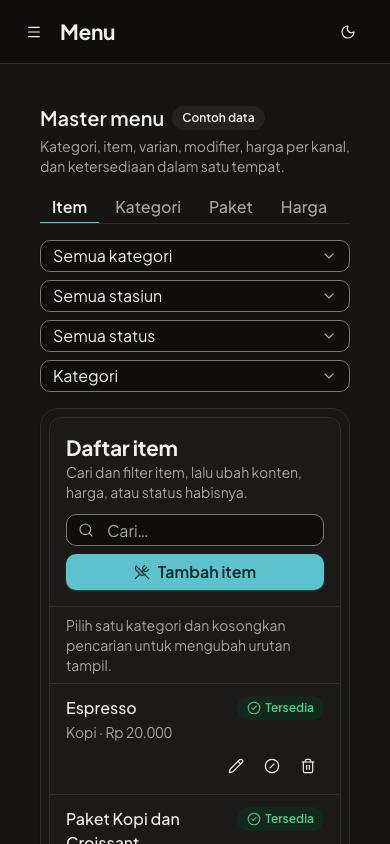 Menu
Master menu
Contoh data
Kategori, item, varian, modifier, harga per kanal,
dan ketersediaan dalam satu tempat.
Item
Kategori
Paket
Harga
Semua kategori
Semua stasiun
Semua status
Kategori
Daftar item
Cari dan filter item, lalu ubah konten,
harga, atau status habisnya.
Cari...
Tambah item
Pilih satu kategori dan kosongkan
pencarian untuk mengubah urutan
tampil.
Espresso
Tersedia
Kopi · Rp 20.000
Paket Kopi dan
Tersedia
Croissant